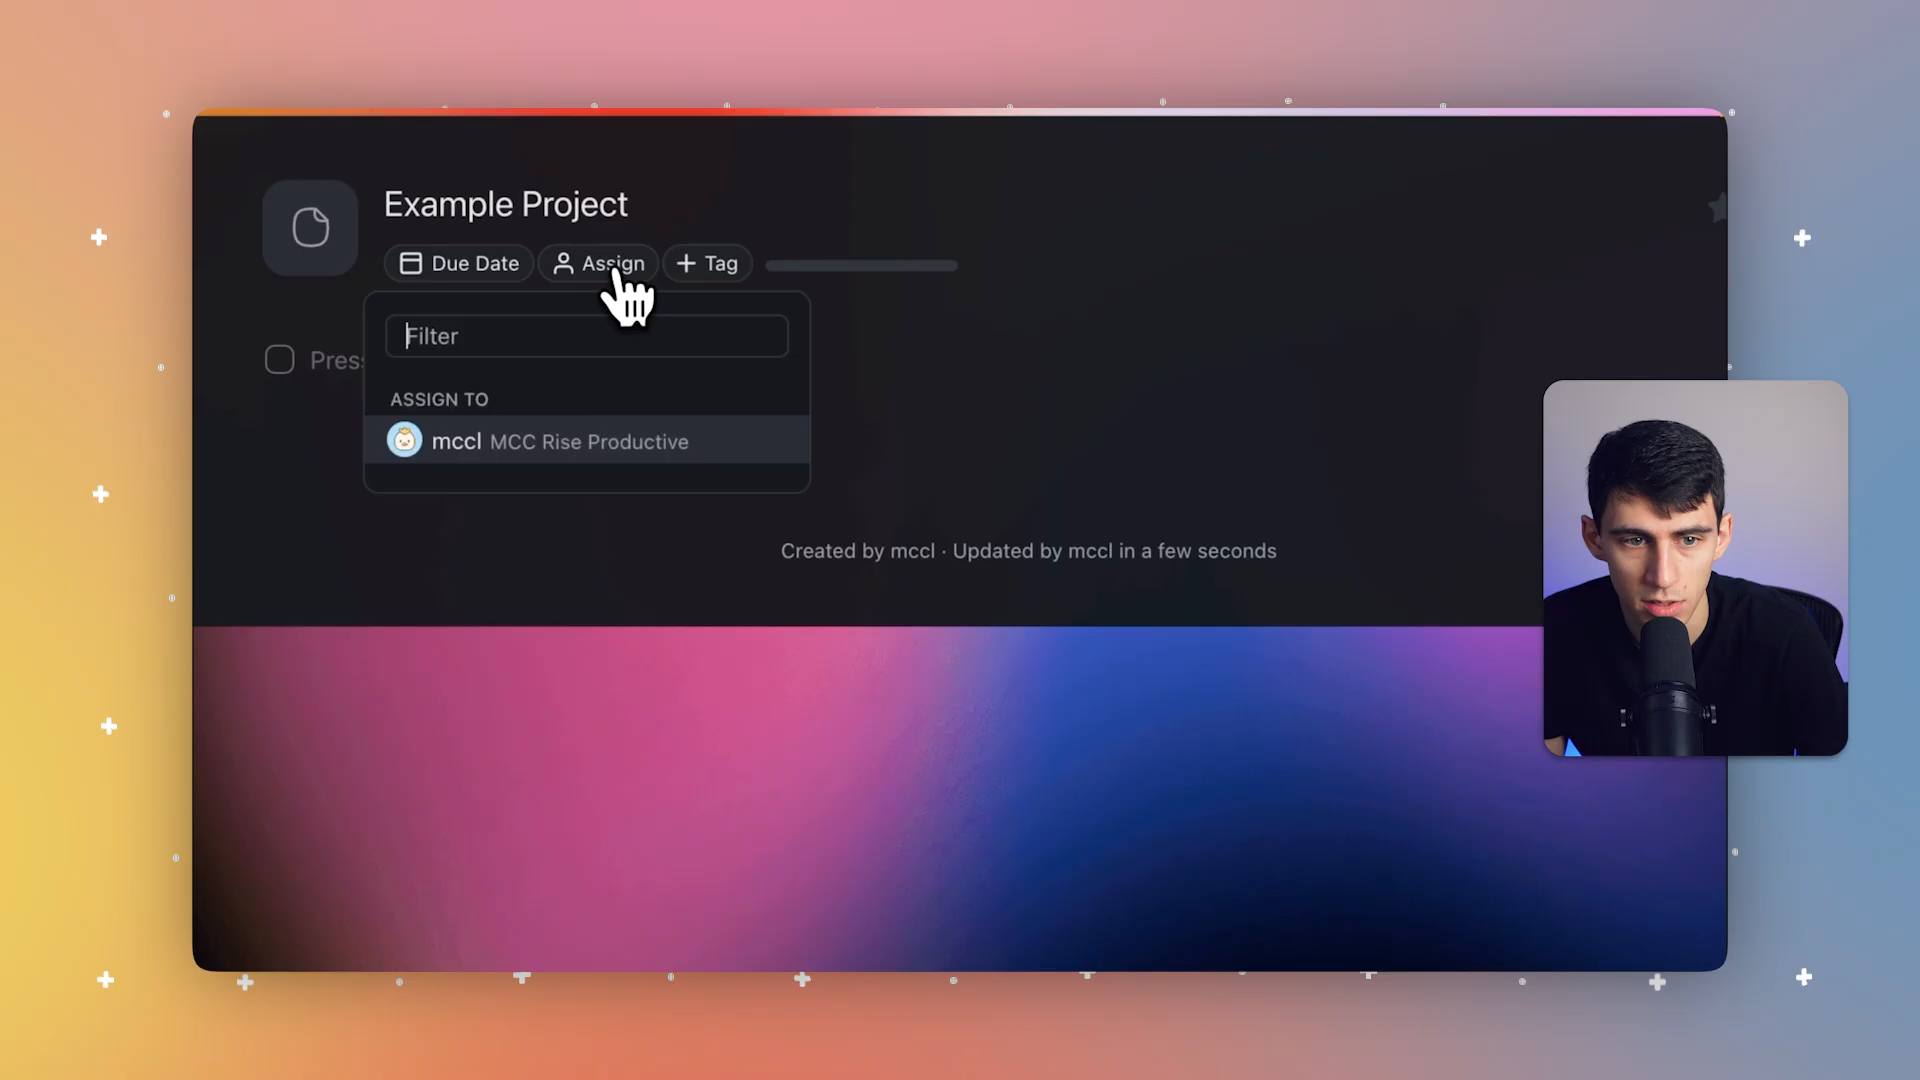 Example Project
Due Date Assign + Tag
Filter
Press
ASSIGN TO
mccl MCC Rise Productive
Created by mccl · Updated by mccl in a few seconds